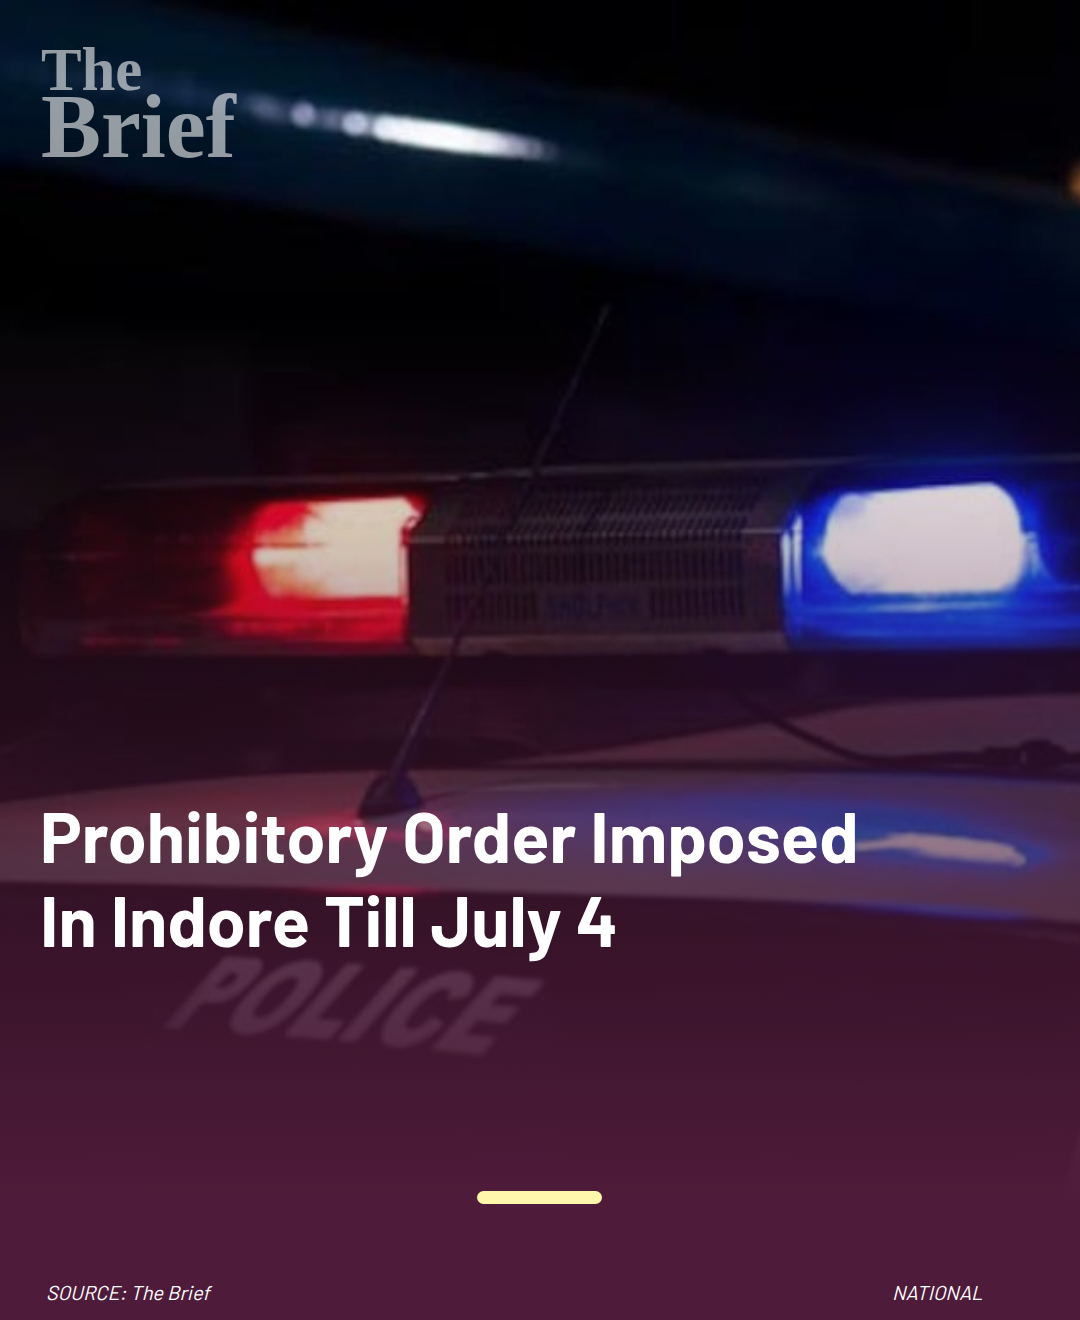 The
Brief
Prohibitory Order Imposed
In Indore Till July 4
POLICE
SOURCE: The Brief
NATIONAL